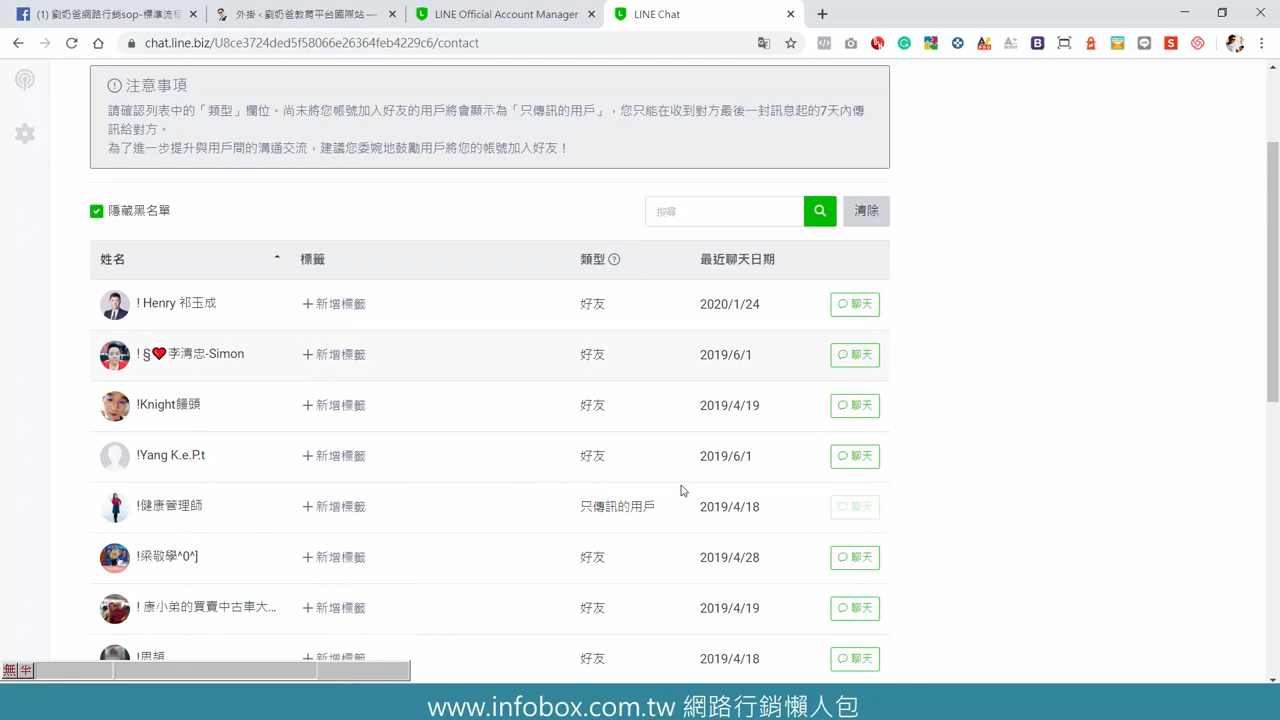 (1) 劉奶爸網路行銷sop-標準流程
外掛 ‹ 劉奶爸教育平台國際站 —
LINE Official Account Manager
LINE Chat
chat.line.biz/U8ce3724ded5f58f66e26364feb4229c6/contact
注意事項
請確認列表中的「類型」欄位。尚未將您帳號加入好友的用戶將會顯示為「只傳訊的用戶」，您只能在收到對方最後一封訊息起的7天內傳
訊給對方。
為了進一步提升與用戶間的溝通交流，建議您委婉地鼓勵用戶將您的帳號加入好友！
隱藏黑名單
搜尋
清除
姓名 標籤 類型 最近聊天日期
! Henry 祁玉成 新增標籤 好友 2020/1/24 聊天
! §❤李濆忠-Simon 新增標籤 好友 2019/6/1 聊天
!Knight饅頭 新增標籤 好友 2019/4/19 聊天
!Yang K.e.P.t 新增標籤 好友 2019/6/1 聊天
!健康管理師 新增標籤 只傳訊的用戶 2019/4/18 聊天
!梁敬學^0^] 新增標籤 好友 2019/4/28 聊天
! 康小弟的買賣中古車大... 新增標籤 好友 2019/4/19 聊天
新增標籤 好友 2019/4/18 聊天
無 半
www.infobox.com.tw 網路行銷懶人包